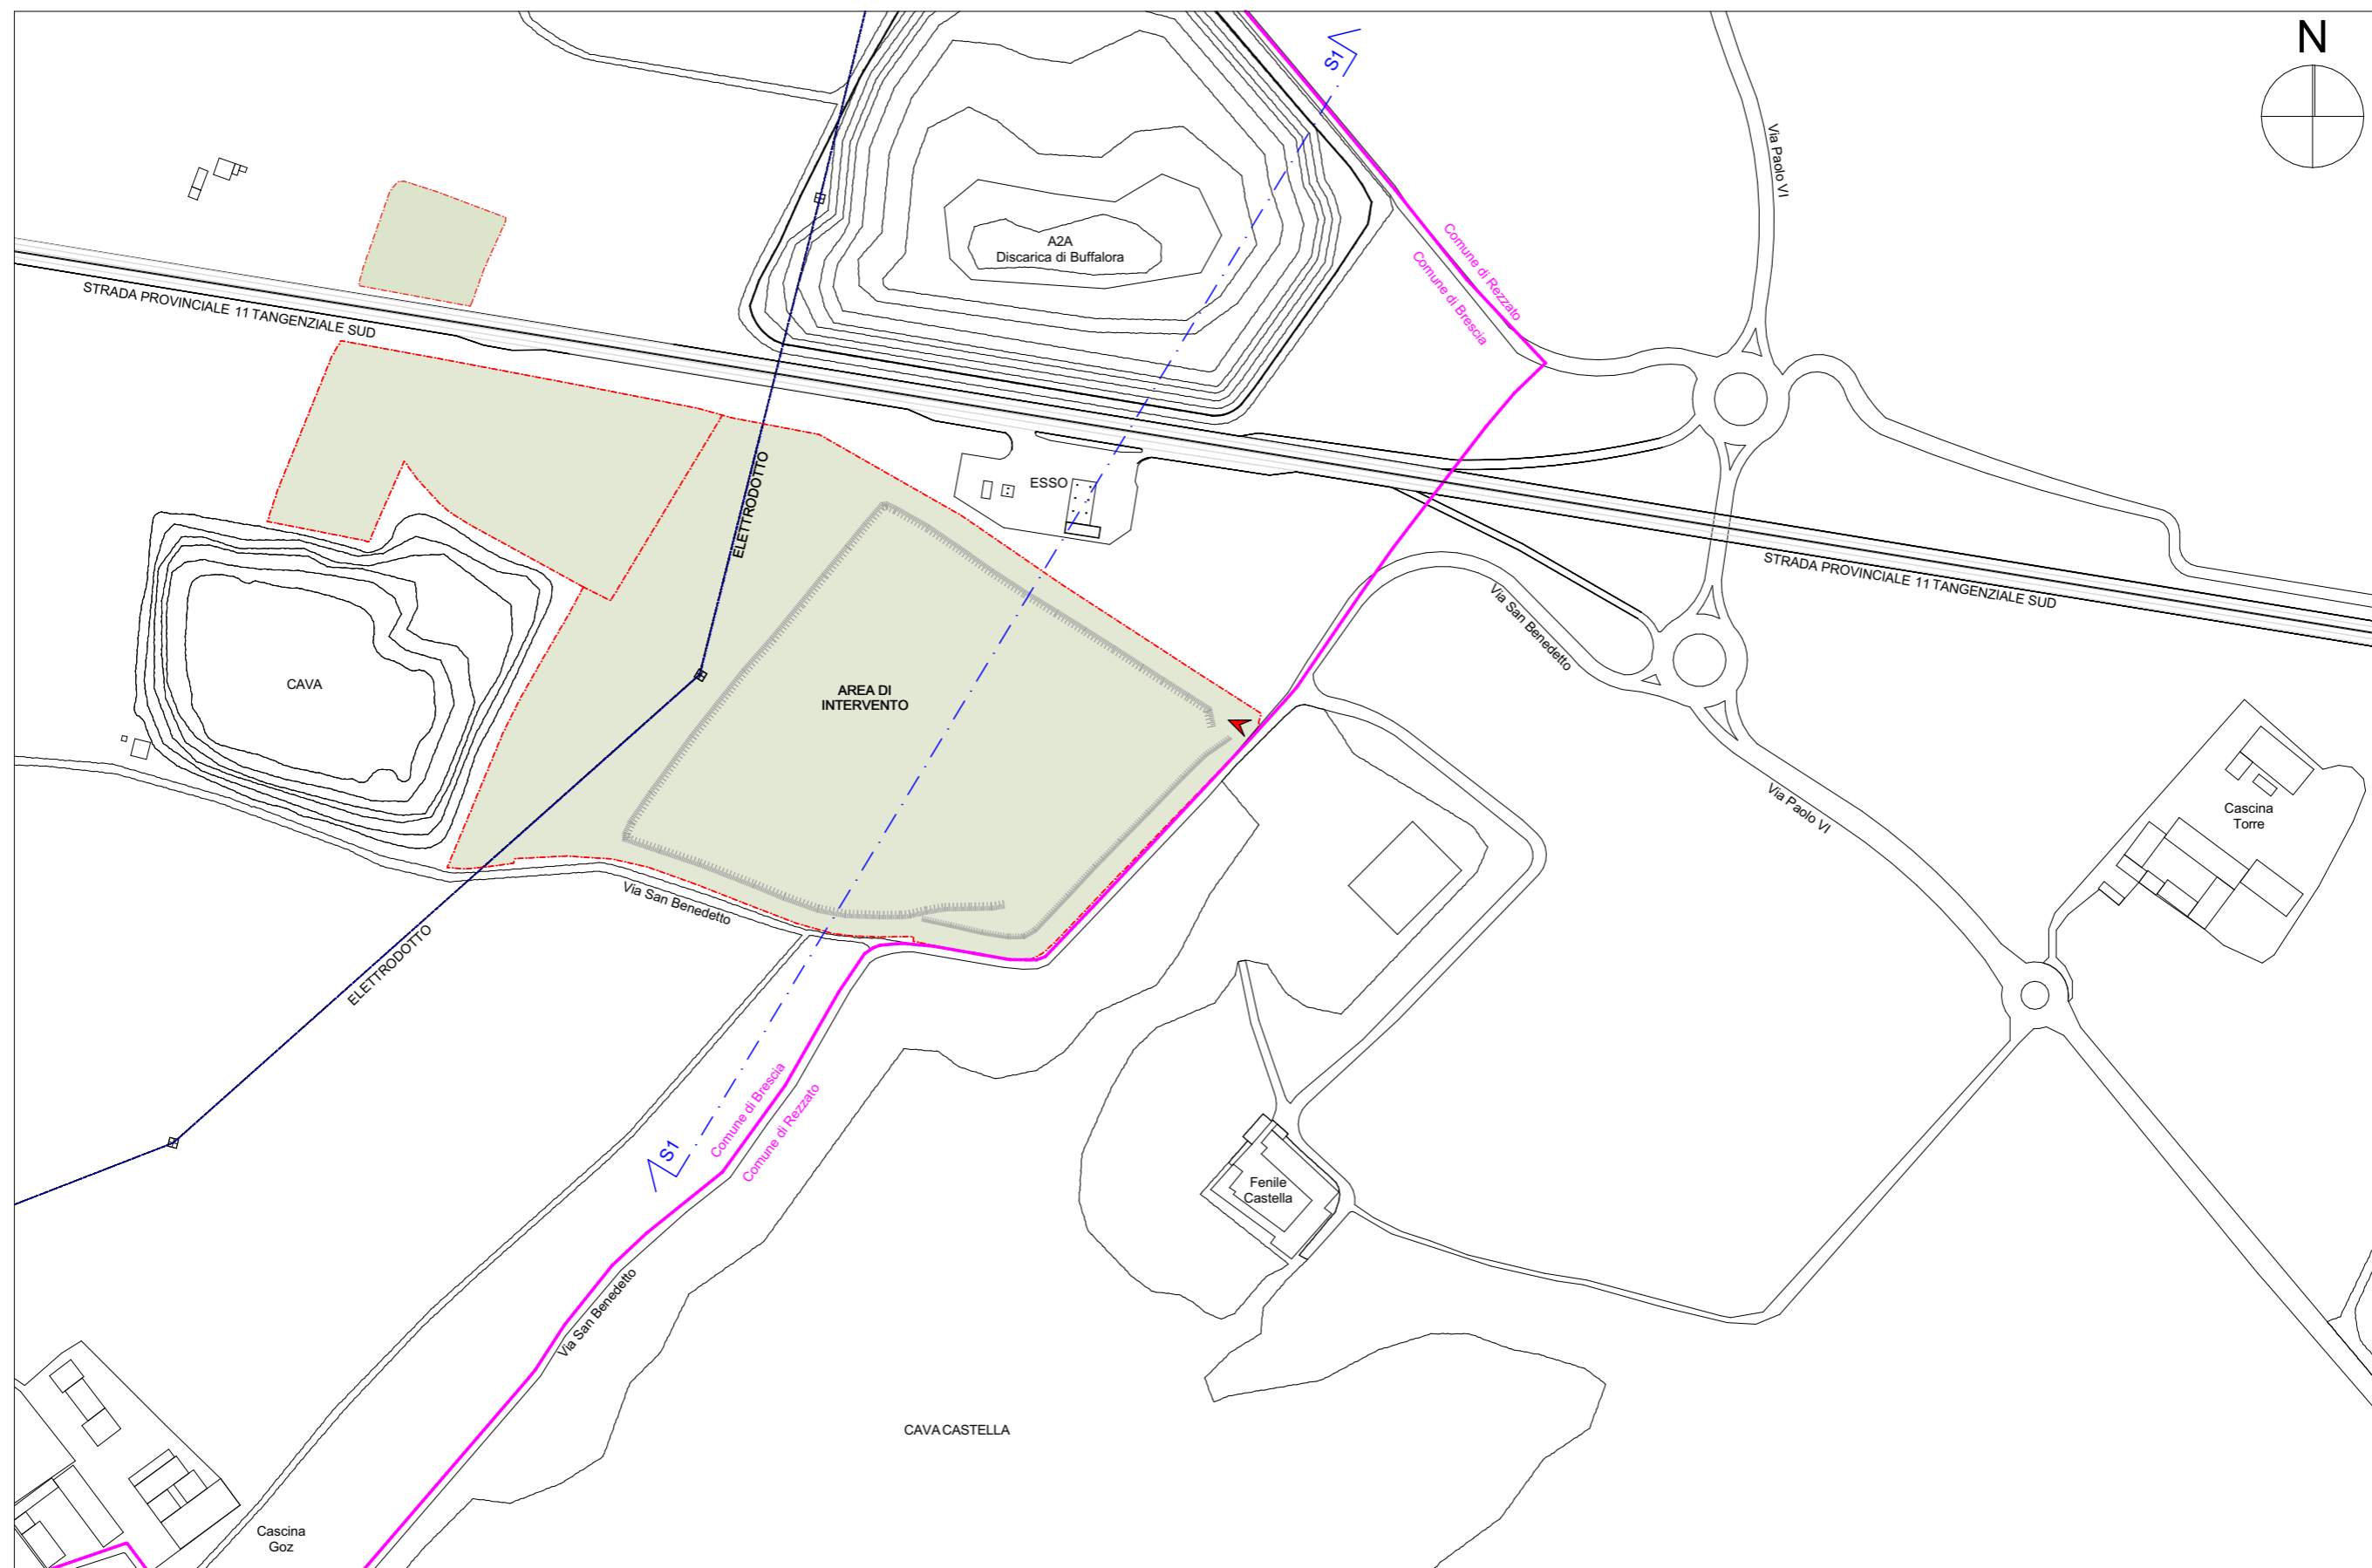 N
S1
Via Paolo VI
A2A
Discarica di Buffalora
Comune di Rezzato
Comune di Brescia
STRADA PROVINCIALE 11 TANGENZIALE SUD
ELETTRODOTTO
ESSO
STRADA PROVINCIALE 11 TANGENZIALE SUD
Via San Benedetto
CAVA
AREA DI
INTERVENTO
Via Paolo VI
Cascina
Torre
Via San Benedetto
ELETTRODOTTO
S1
Comune di Brescia
Comune di Rezzato
Fenile
Castella
Via San Benedetto
CAVA CASTELLA
Cascina
Goz